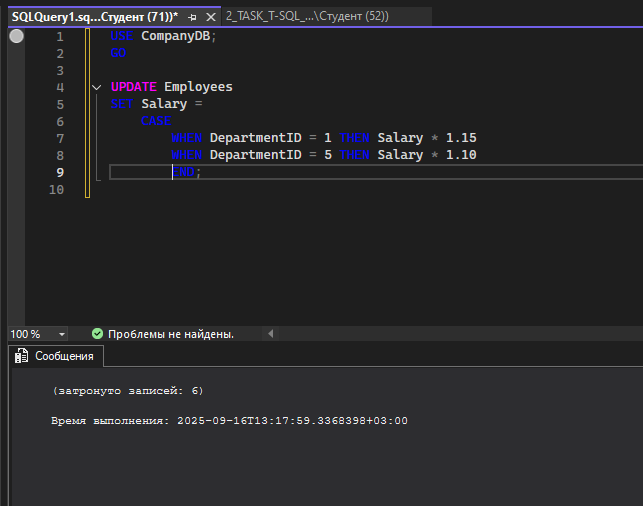 SQLQuery1.sq...Студент (71))*
2_TASK_T-SQL_...\Студент (52))
1 USE CompanyDB;
2 GO
3
4 UPDATE Employees
5 SET Salary =
6 CASE
7 WHEN DepartmentID = 1 THEN Salary * 1.15
8 WHEN DepartmentID = 5 THEN Salary * 1.10
9 END;
10
100 % Проблемы не найдены.
Сообщения
(затронуто записей: 6)
Время выполнения: 2025-09-16T13:17:59.3368398+03:00